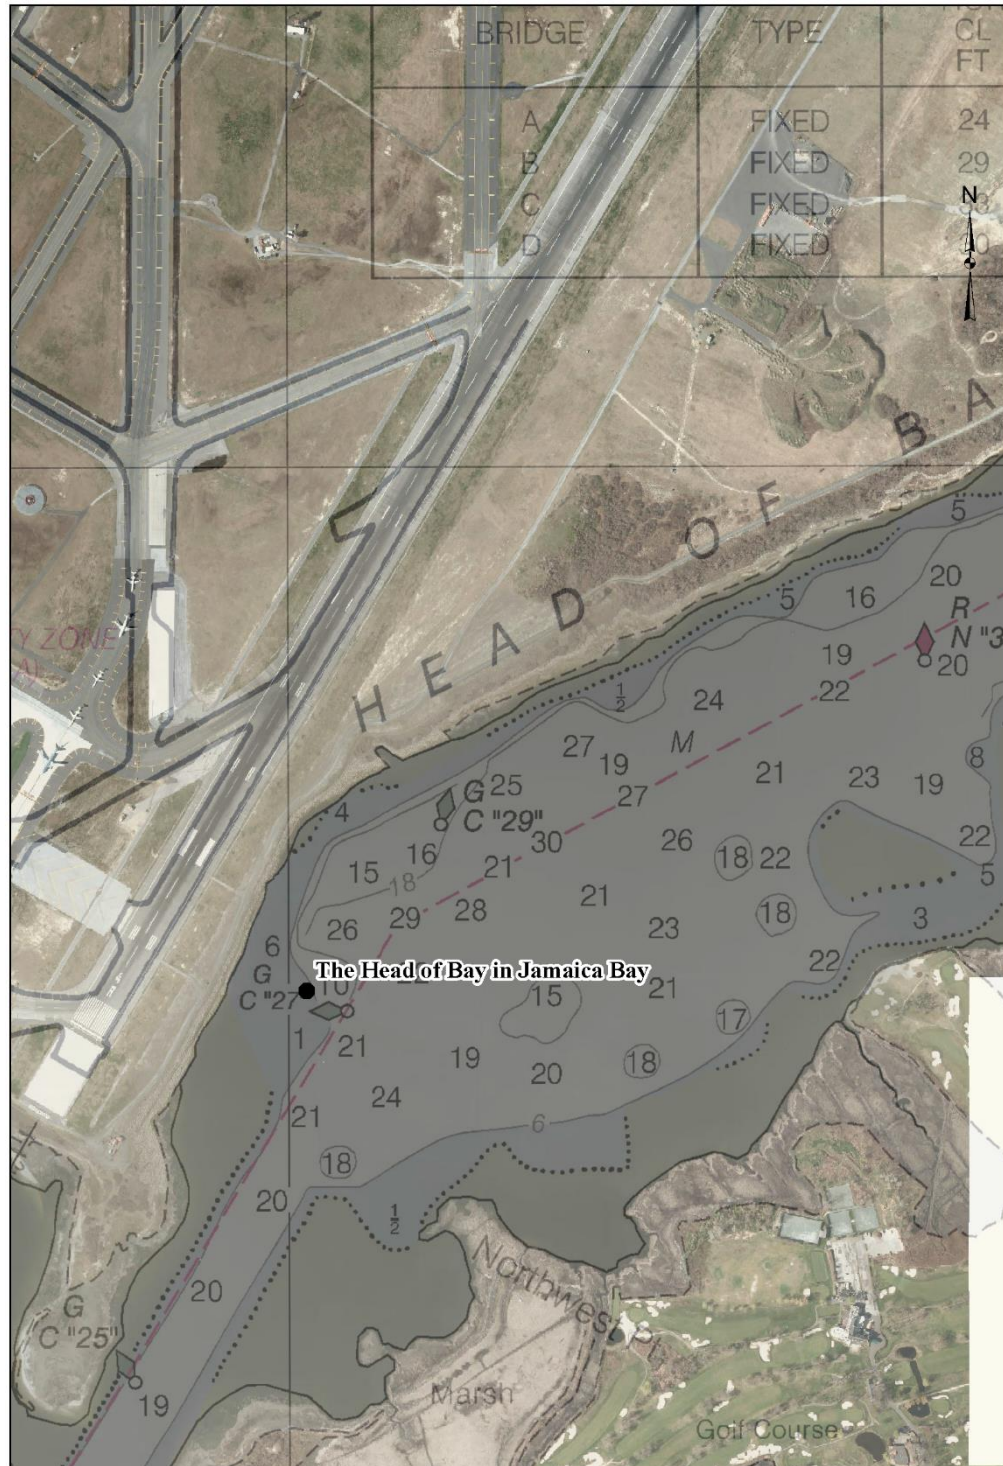 BRIDGE TYPE CL
FT
A FIXED 24
B FIXED 29
C FIXED
D FIXED
N
HEAD OF BA
5
20
5 16
R
N "3
20
19
22
1/2
24
M
27
19
8
21
23
19
27
25
G
C "29"
4
30
26
22
18
22
16
21
15
18
5
21
28
29
18
3
23
26
6
22
The Head of Bay in Jamaica Bay
G
C "27
10
21
15
17
1
21
19
18
20
24
21
6
18
20
1/2
Northwest
20
G
C "25"
Marsh
19
Golf Course